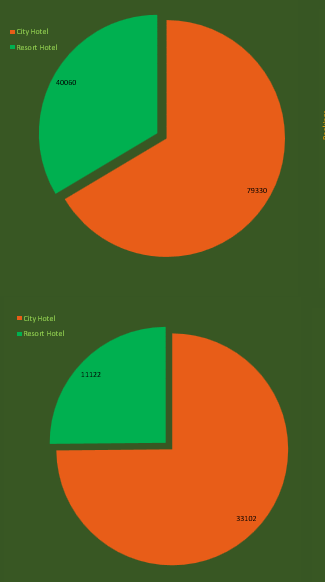 City Hotel
Resort Hotel
40060
79330
City Hotel
Resort Hotel
11122
33102